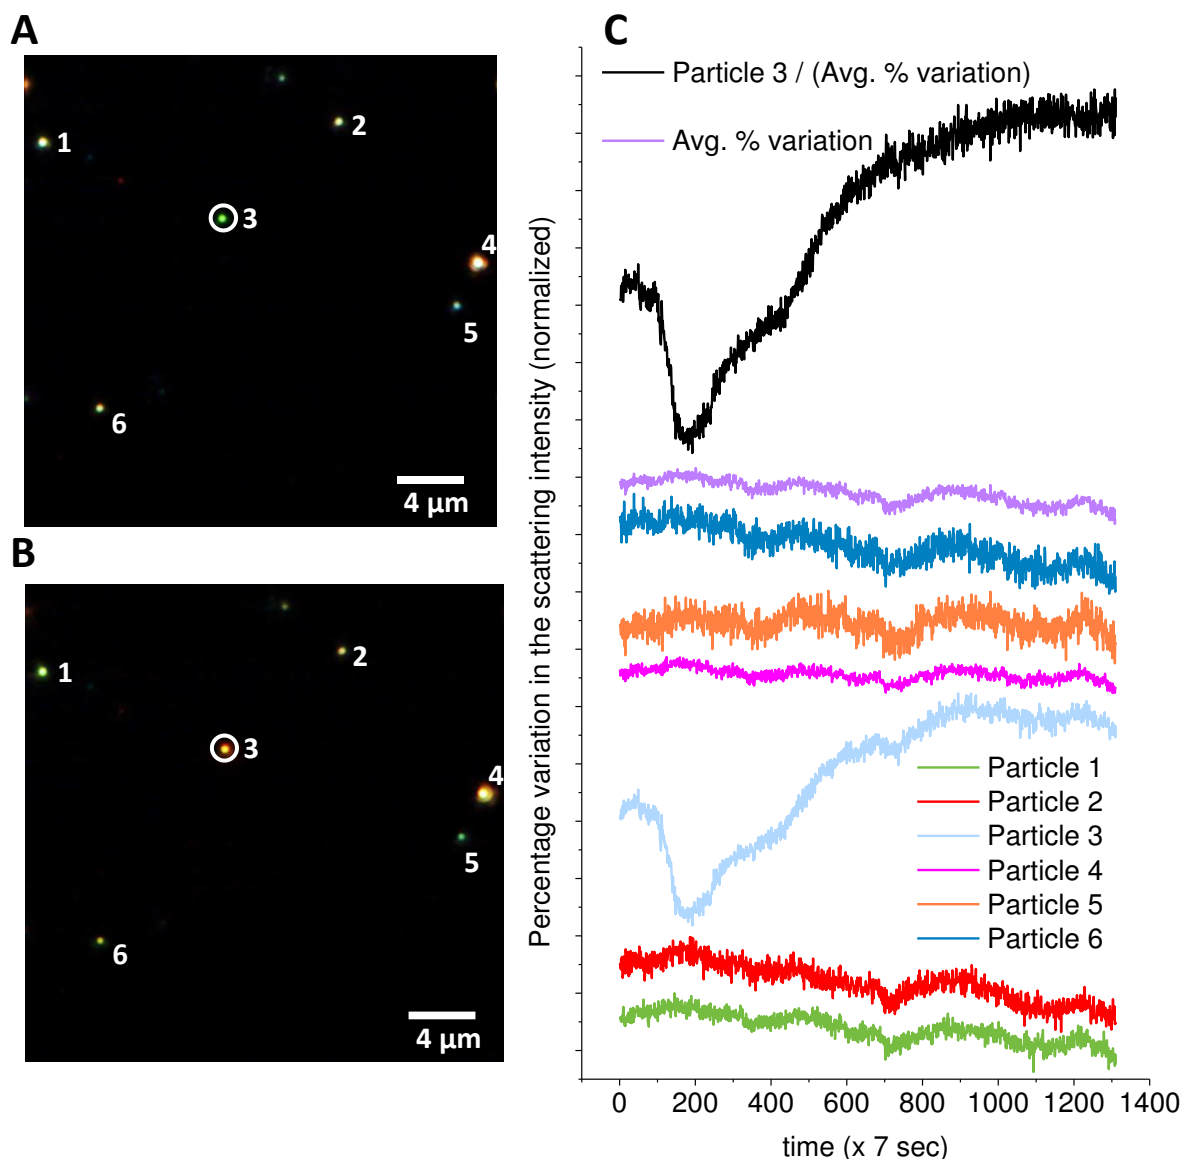 A
1
2
3
4
5
6
4 µm
B
1
2
3
4
5
6
4 µm
C
Particle 3 / (Avg. % variation)
Avg. % variation
Percentage variation in the scattering intensity (normalized)
Particle 1
Particle 2
Particle 3
Particle 4
Particle 5
Particle 6
0 200 400 600 800 1000 1200 1400
time (x 7 sec)